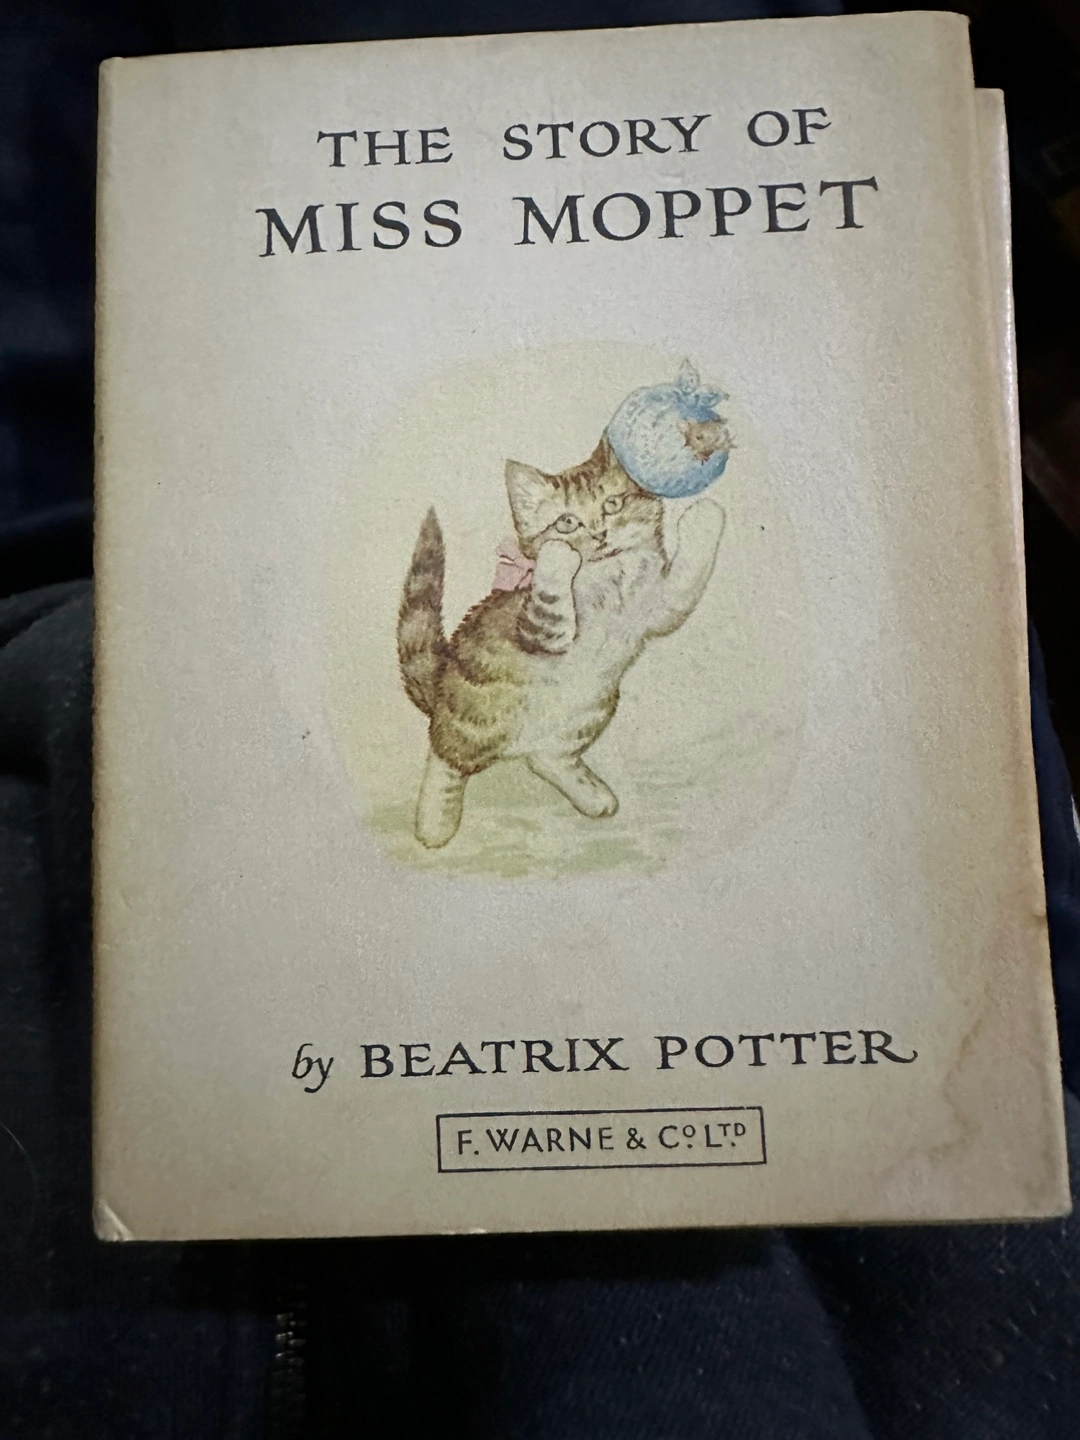 THE STORY OF
MISS MOPPET
by BEATRIX POTTER
F. WARNE & Cº LTD